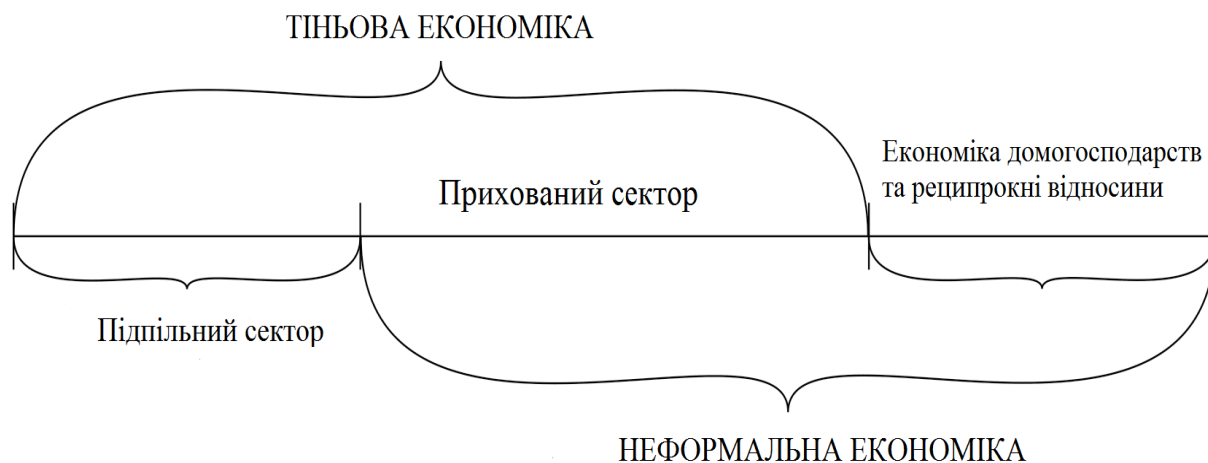 ТІНЬОВА ЕКОНОМІКА
Економіка домогосподарств
та реципрокні відносини
Прихований сектор
Підпільний сектор
НЕФОРМАЛЬНА ЕКОНОМІКА